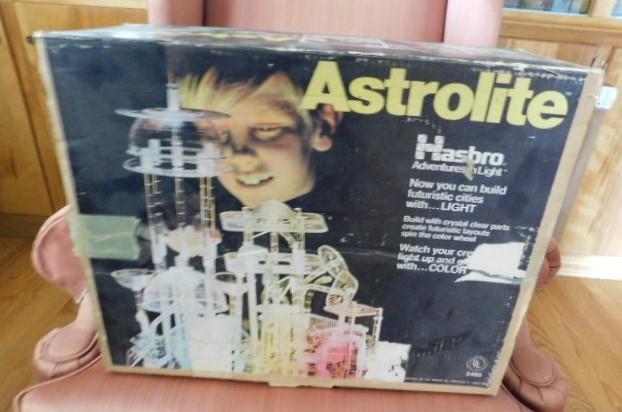 Astrolite
Hasbro
Adventures in Light
Now you can build
futuristic cities
with...LIGHT
Build with crystal clear parts
create futuristic layouts
spin the color wheel
Watch your
light up and
with...COLOR
UL